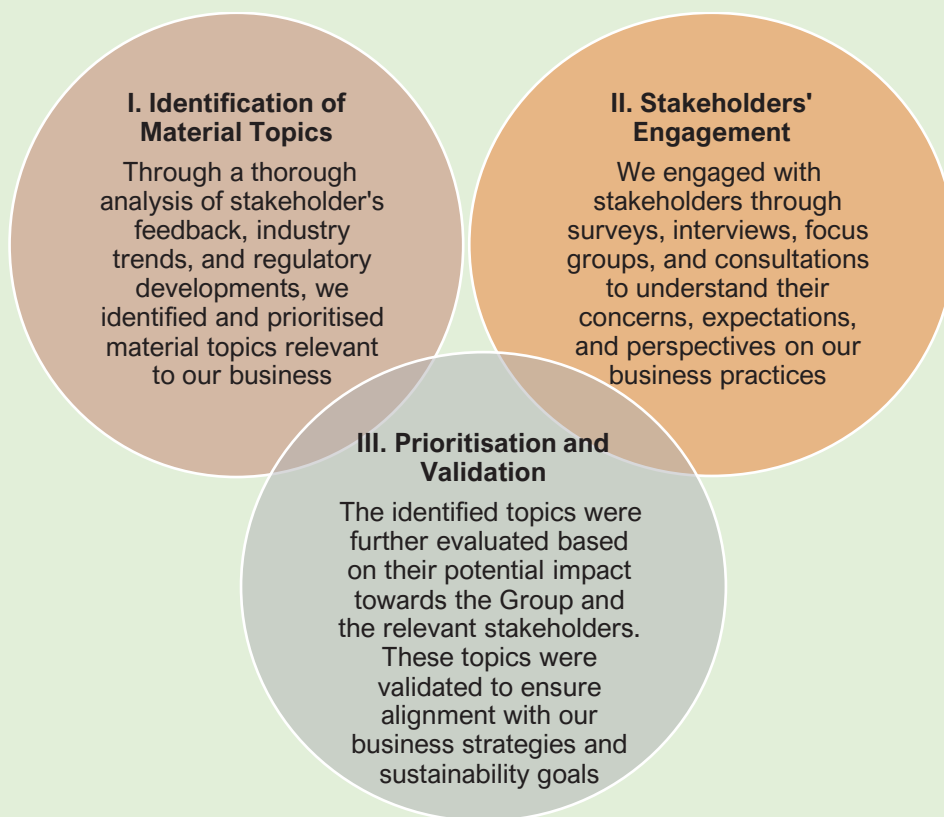 I. Identification of
Material Topics
Through a thorough
analysis of stakeholder's
feedback, industry
trends, and regulatory
developments, we
identified and prioritised
material topics relevant
to our business
II. Stakeholders'
Engagement
We engaged with
stakeholders through
surveys, interviews, focus
groups, and consultations
to understand their
concerns, expectations,
and perspectives on our
business practices
III. Prioritisation and
Validation
The identified topics were
further evaluated based
on their potential impact
towards the Group and
the relevant stakeholders.
These topics were
validated to ensure
alignment with our
business strategies and
sustainability goals